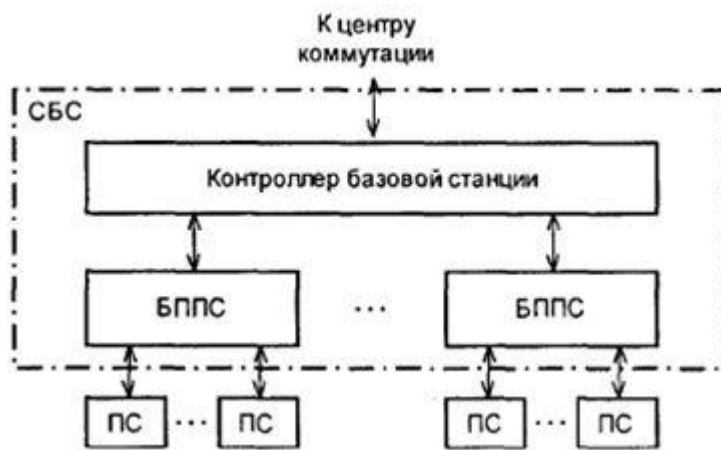 К центру
коммутации
СБС
Контроллер базовой станции
БППС ... БППС
ПС ... ПС ПС ... ПС